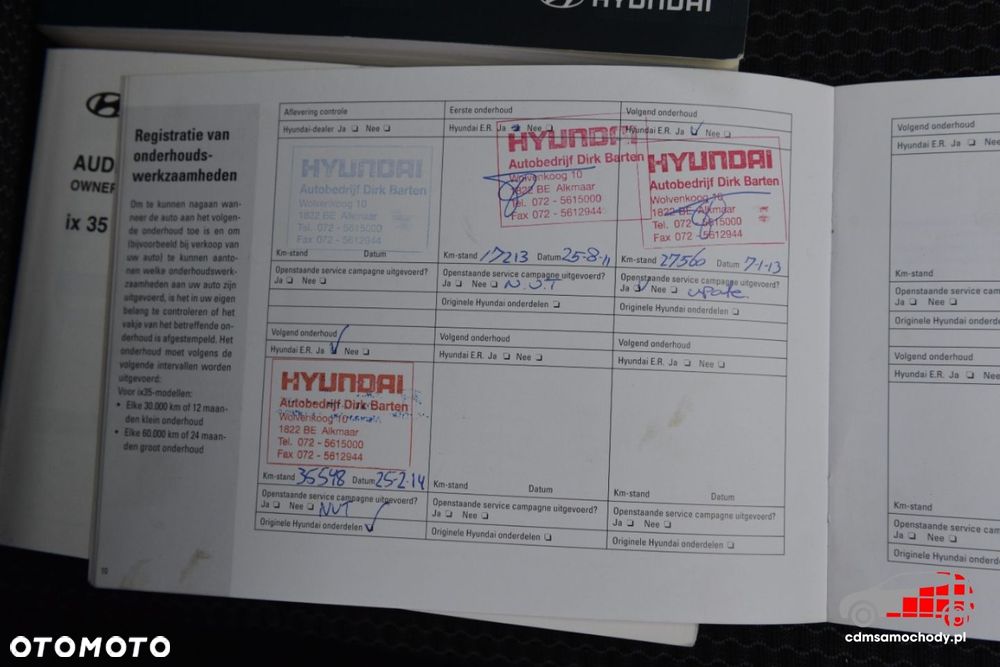 HYUNDAI
AUD
OWNER
ix 35
Registratie van
onderhouds-
werkzaamheden
Om te kunnen nagaan wan-
neer de auto aan het volgen-
de onderhoud toe is en om
(bijvoorbeeld bij verkoop van
uw auto) te kunnen aanto-
nen welke onderhoudswerk-
zaamheden aan uw auto zijn
uitgevoerd, is het in uw eigen
belang te controleren of het
vakje van het betreffende on-
derhoud is afgestempeld. Het
onderhoud moet volgens de
volgende intervallen worden
uitgevoerd:
Voor ix35-modellen:
• Elke 30.000 km of 12 maan-
den klein onderhoud
• Elke 60.000 km of 24 maan-
den groot onderhoud
10
Aflevering controle
Hyundai-dealer Ja ❏ Nee ❏
HYUNDAI
Autobedrijf Dirk Barten
Wolvenkoog 10
1822 BE Alkmaar
Tel. 072 - 5615000
Fax 072 - 5612944
Km-stand Datum
Openstaande service campagne uitgevoerd?
Ja ❏ Nee ❏
Eerste onderhoud
Hyundai E.R. Ja ❏ Nee ❏
HYUNDAI
Autobedrijf Dirk Barten
Wolvenkoog 10
1822 BE Alkmaar
Tel. 072 - 5615000
Fax 072 - 5612944
Km-stand 17213 Datum 25-8-11
Openstaande service campagne uitgevoerd?
Ja ❏ Nee ❏ N.U.T
Originele Hyundai onderdelen ❏
Volgend onderhoud
Hyundai E.R. Ja ❏ Nee ❏
HYUNDAI
Autobedrijf Dirk Barten
Wolvenkoog 10
1822 BE Alkmaar
Tel. 072 - 5615000
Fax 072 - 5612944
Km-stand 27560 Datum 7-1-13
Openstaande service campagne uitgevoerd?
Ja ❏ Nee ❏
Originele Hyundai onderdelen ❏
Volgend onderhoud
Hyundai E.R. Ja ❏ Nee ❏
HYUNDAI
Autobedrijf Dirk Barten
Wolvenkoog 10
1822 BE Alkmaar
Tel. 072 - 5615000
Fax 072 - 5612944
Km-stand 35548 Datum 25-2-14
Openstaande service campagne uitgevoerd?
Ja ❏ Nee ❏ NVT
Originele Hyundai onderdelen ❏
Volgend onderhoud
Hyundai E.R. Ja ❏ Nee ❏
Km-stand Datum
Openstaande service campagne uitgevoerd?
Ja ❏ Nee ❏
Originele Hyundai onderdelen ❏
Volgend onderhoud
Hyundai E.R. Ja ❏ Nee ❏
Km-stand Datum
Openstaande service campagne uitgevoerd?
Ja ❏ Nee ❏
Originele Hyundai onderdelen ❏
Volgend onderhoud
Hyundai E.R. Ja ❏ Nee
Km-stand
Openstaande service
Ja ❏ Nee ❏
Originele Hyundai onde
Volgend onderhoud
Hyundai E.R. Ja ❏ Nee
Km-stand
Openstaande service
Ja ❏ Nee ❏
Originele Hyundai onde
OTOMOTO
cdmsamochody.pl